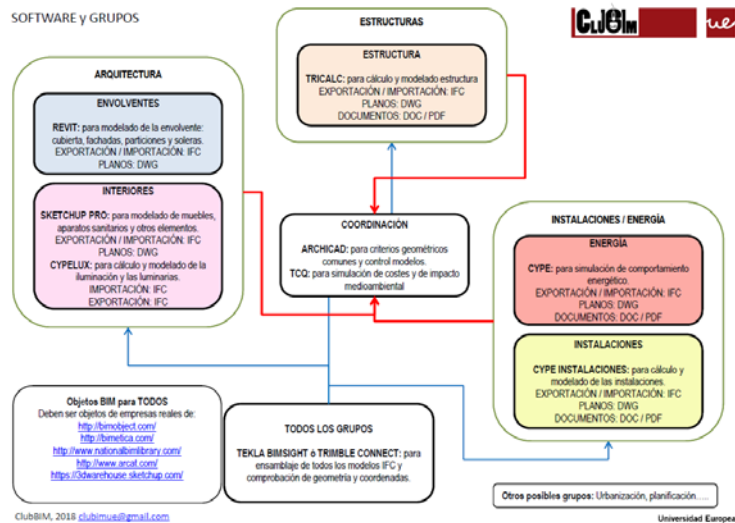 SOFTWARE y GRUPOS
CLUBIM
ue
ESTRUCTURAS
ESTRUCTURA
TRICALC: para cálculo y modelado estructura
EXPORTACIÓN / IMPORTACIÓN: IFC
PLANOS: DWG
DOCUMENTOS: DOC / PDF
ARQUITECTURA
ENVOLVENTES
REVIT: para modelado de la envolvente:
cubierta, fachadas, particiones y soleras.
EXPORTACIÓN / IMPORTACIÓN: IFC
PLANOS: DWG
INTERIORES
SKETCHUP PRO: para modelado de muebles,
aparatos sanitarios y otros elementos.
EXPORTACIÓN / IMPORTACIÓN: IFC
PLANOS: DWG
CYPELUX: para cálculo y modelado de la
iluminación y las luminarias.
IMPORTACIÓN: IFC
EXPORTACIÓN: IFC
COORDINACIÓN
ARCHICAD: para criterios geométricos
comunes y control modelos.
TCQ: para simulación de costes y de impacto
medioambiental
INSTALACIONES / ENERGÍA
ENERGÍA
CYPE: para simulación de comportamiento
energético.
EXPORTACIÓN / IMPORTACIÓN: IFC
PLANOS: DWG
DOCUMENTOS: DOC / PDF
INSTALACIONES
CYPE INSTALACIONES: para cálculo y
modelado de las instalaciones.
EXPORTACIÓN / IMPORTACIÓN: IFC
PLANOS: DWG
DOCUMENTOS: DOC / PDF
Objetos BIM para TODOS
Deben ser objetos de empresas reales de:
http://bimobject.com/
http://bimetica.com/
http://www.nationalbimlibrary.com/
http://www.arcat.com/
https://3dwarehouse.sketchup.com/
TODOS LOS GRUPOS
TEKLA BIMSIGHT ó TRIMBLE CONNECT: para
ensamblaje de todos los modelos IFC y
comprobación de geometría y coordenadas.
Otros posibles grupos: Urbanización, planificación.....
ClubBIM, 2018 clubimue@gmail.com
Universidad Europea